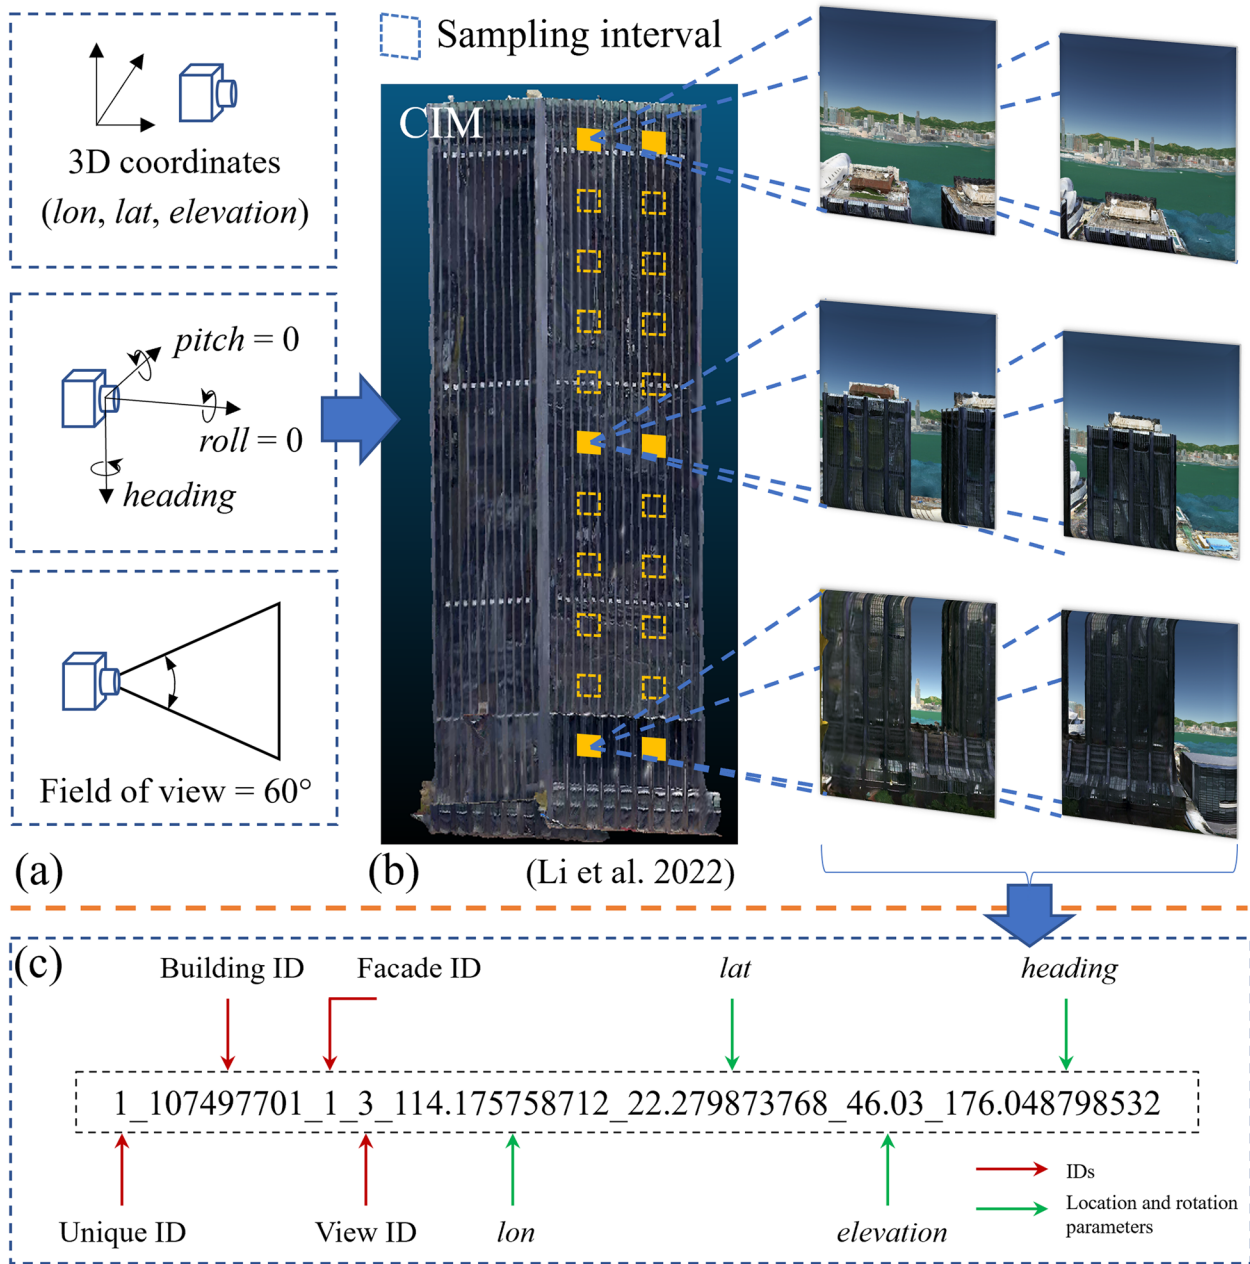 3D coordinates
(lon, lat, elevation)
pitch = 0
roll = 0
heading
Field of view = 60°
(a)
Sampling interval
CIM
(b)
(Li et al. 2022)
(c)
Building ID
Facade ID
lat
heading
1_107497701_1_3_114.175758712_22.279873768_46.03_176.048798532
Unique ID
View ID
lon
elevation
IDs
Location and rotation
parameters